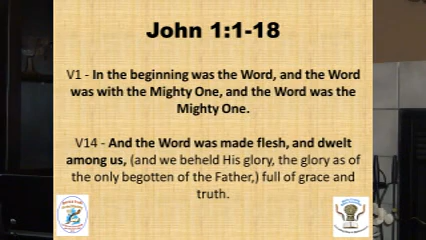 John 1:1-18
V1 - In the beginning was the Word, and the Word
was with the Mighty One, and the Word was the
Mighty One.
V14 - And the Word was made flesh, and dwelt
among us, (and we beheld His glory, the glory as of
the only begotten of the Father,) full of grace and
truth.